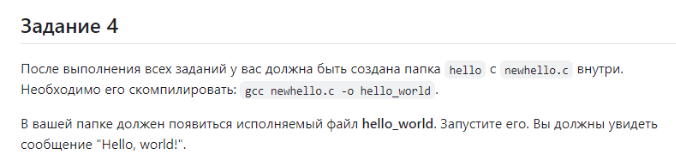 Задание 4
После выполнения всех заданий у вас должна быть создана папка hello с newhello.c внутри.
Необходимо его скомпилировать: gcc newhello.c -o hello_world.
В вашей папке должен появиться исполняемый файл hello_world. Запустите его. Вы должны увидеть
сообщение "Hello, world!".